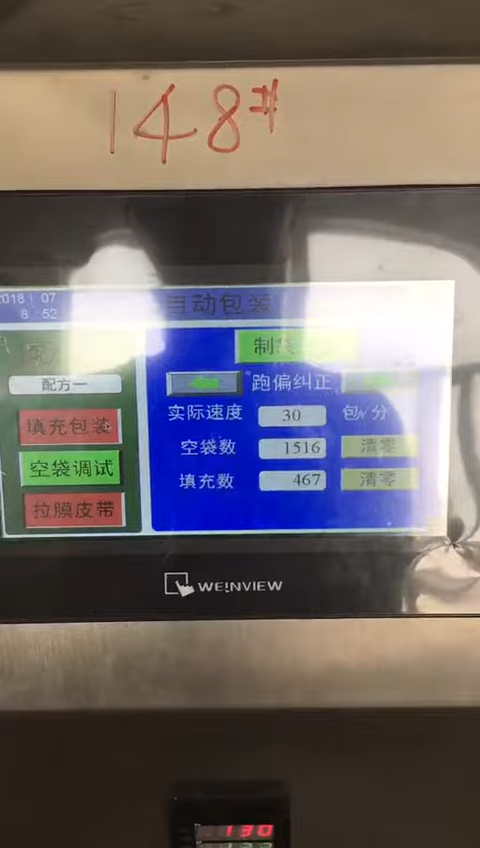 148#
2018 07
自动包装
8:52
制袋
配方一
跑偏纠正
填充包装
实际速度 30 包/分
空袋调试
空袋数 1516 清零
填充数 467 清零
拉膜皮带
WEINVIEW
130